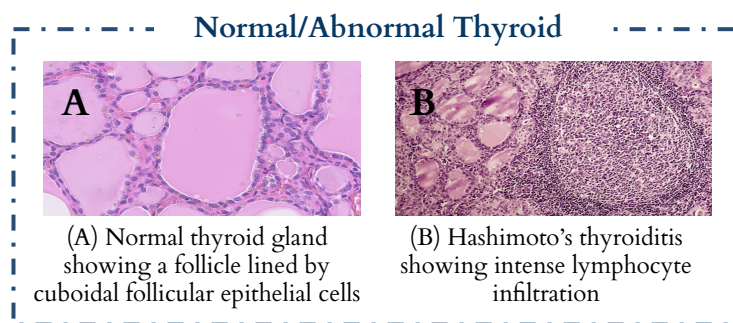 Normal/Abnormal Thyroid
A
B
(A) Normal thyroid gland
showing a follicle lined by
cuboidal follicular epithelial cells
(B) Hashimoto's thyroiditis
showing intense lymphocyte
infiltration